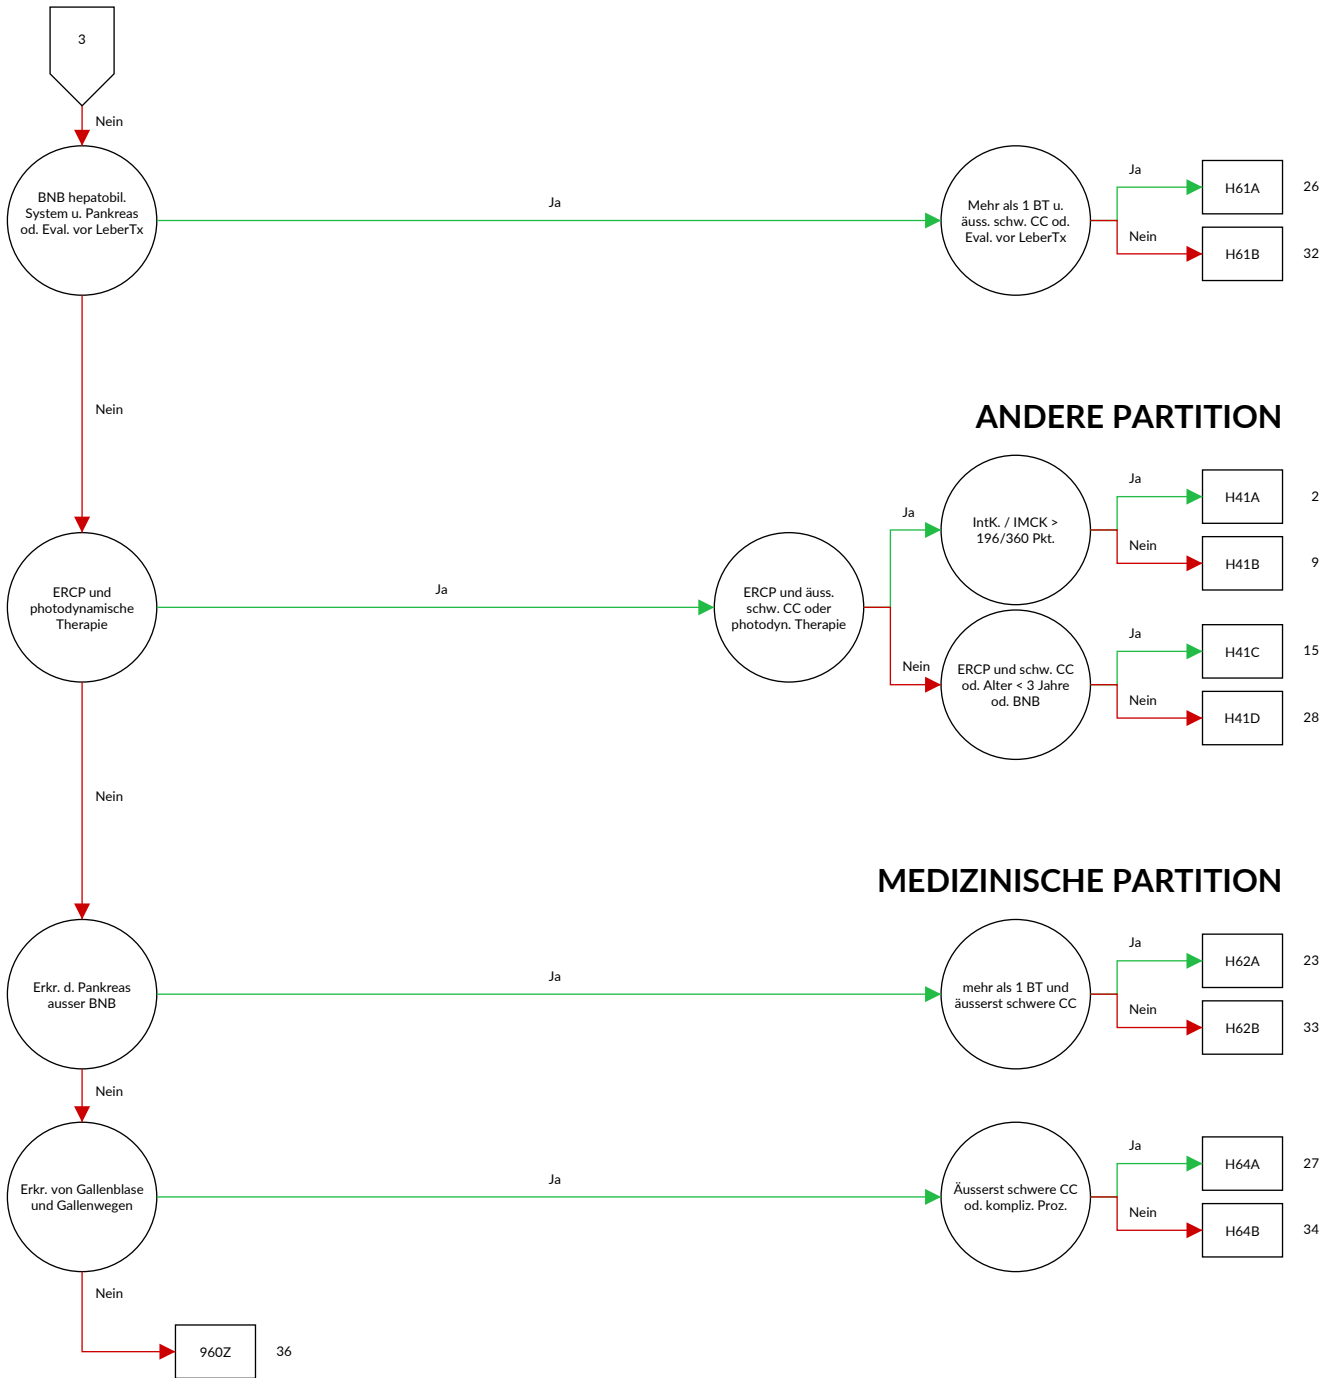 3
Nein
BNB hepatobil.
System u. Pankreas
od. Eval. vor LeberTx
Ja
Mehr als 1 BT u.
äuss. schw. CC od.
Eval. vor LeberTx
Ja
H61A
26
Nein
H61B
32
Nein
ANDERE PARTITION
ERCP und
photodynamische
Therapie
Ja
ERCP und äuss.
schw. CC oder
photodyn. Therapie
Ja
IntK. / IMCK >
196/360 Pkt.
Ja
H41A
2
Nein
H41B
9
Nein
ERCP und schw. CC
od. Alter < 3 Jahre
od. BNB
Ja
H41C
15
Nein
H41D
28
Nein
MEDIZINISCHE PARTITION
Erkr. d. Pankreas
ausser BNB
Ja
mehr als 1 BT und
äusserst schwere CC
Ja
H62A
23
Nein
H62B
33
Nein
Erkr. von Gallenblase
und Gallenwegen
Ja
Äusserst schwere CC
od. kompliz. Proz.
Ja
H64A
27
Nein
H64B
34
Nein
960Z
36